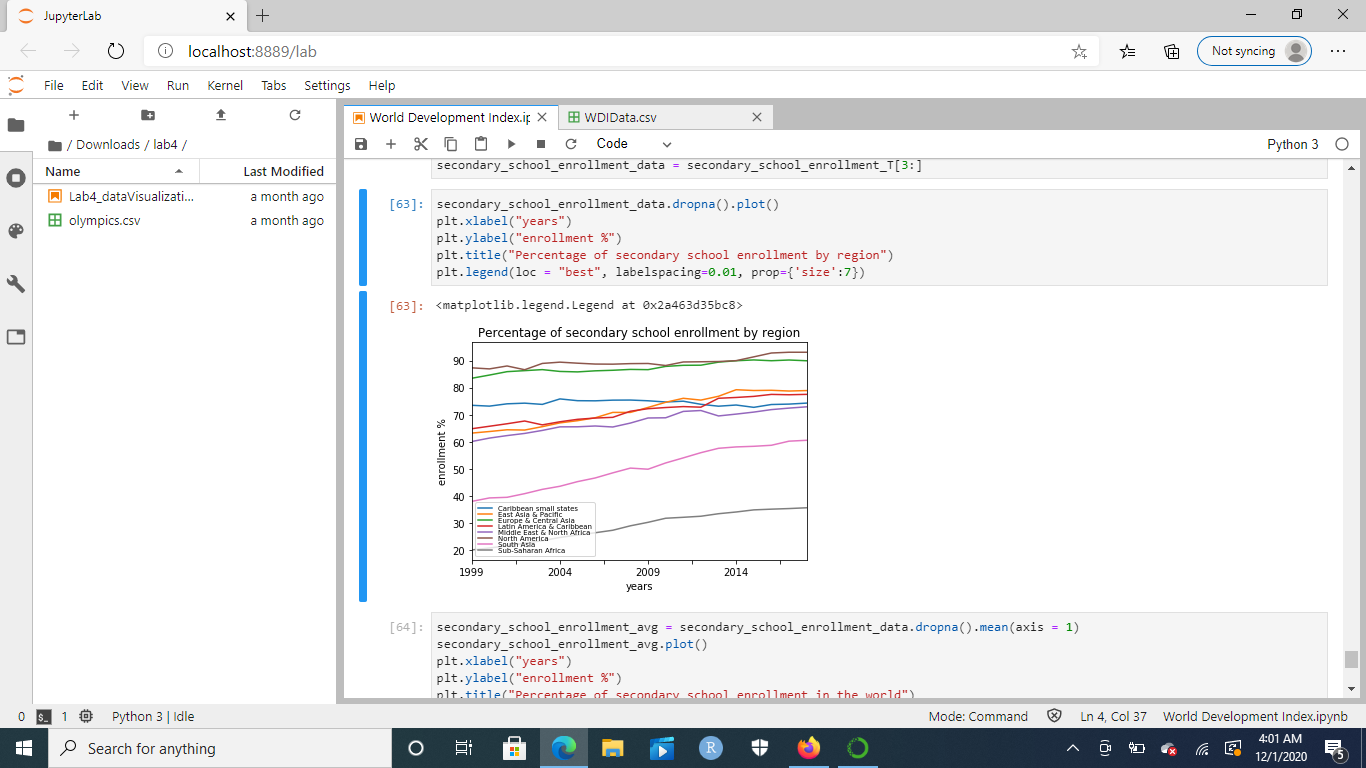 JupyterLab
localhost:8889/lab
Not syncing
File Edit View Run Kernel Tabs Settings Help
/ Downloads / lab4 /
Name Last Modified
Lab4_dataVisualizati... a month ago
olympics.csv a month ago
World Development Index.ip
WDIData.csv
Code
Python 3
secondary_school_enrollment_data = secondary_school_enrollment_T[3:]
[63]: secondary_school_enrollment_data.dropna().plot()
plt.xlabel("years")
plt.ylabel("enrollment %")
plt.title("Percentage of secondary school enrollment by region")
plt.legend(loc = "best", labelspacing=0.01, prop={'size':7})
[63]: <matplotlib.legend.Legend at 0x2a463d35bc8>
Percentage of secondary school enrollment by region
90
80
70
60
50
40
30
20
enrollment %
Caribbean small states
East Asia & Pacific
Europe & Central Asia
Latin America & Caribbean
Middle East & North Africa
North America
South Asia
Sub-Saharan Africa
1999 2004 2009 2014
years
[64]: secondary_school_enrollment_avg = secondary_school_enrollment_data.dropna().mean(axis = 1)
secondary_school_enrollment_avg.plot()
plt.xlabel("years")
plt.ylabel("enrollment %")
plt.title("Percentage of secondary school enrollment in the world")
0 $_ 1 Python 3 | Idle Mode: Command Ln 4, Col 37 World Development Index.ipynb
Search for anything
R
4:01 AM
12/1/2020
5